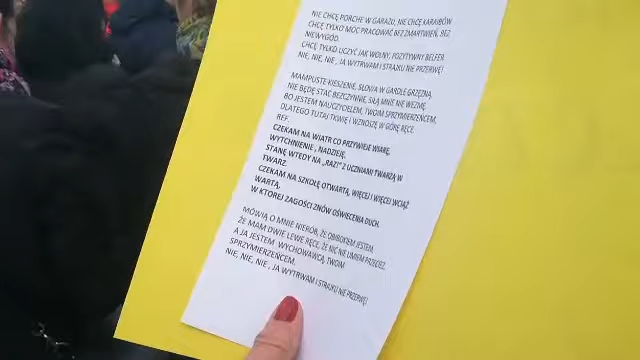 NIE CHCĘ PORCHE W GARAŻU, NIE CHCĘ KARAIBÓW
CHCĘ TYLKO MÓC PRACOWAĆ BEZ ZMARTWIEŃ, BEZ
NIEWYGÓD.
CHCĘ TYLKO UCZYĆ JAK WOLNY, POZYTYWNY BELFER
NIE, NIE, NIE , JA WYTRWAM I STRAJKU NIE PRZERWĘ!
MAM PUSTE KIESZENIE, SŁOWA W GARDLE GRZĘZNĄ
NIE BĘDĘ STAĆ BEZCZYNNIE, SIŁĄ MNIE NIE WEZMĄ.
BO JESTEM NAUCZYCIELEM, TWOIM SPRZYMIERZEŃCEM,
DLATEGO TUTAJ TKWIĘ I WZNOSZĘ W GÓRĘ RĘCE.
REF.
CZEKAM NA WIATR CO PRZYWIEJE WIARĘ,
WYTCHNIENIE , NADZIEJĘ.
STANĘ WTEDY NA „RAZ!" Z UCZNIAMI TWARZĄ W
TWARZ.
CZEKAM NA SZKOŁĘ OTWARTĄ, WIĘCEJ I WIĘCEJ WCIĄŻ
WARTĄ,
W KTÓREJ ZAGOŚCI ZNÓW OŚWIECENIA DUCH.
MÓWIĄ O MNIE NIERÓB, ŻE OBIBOKIEM JESTEM,
ŻE MAM DWIE LEWE RĘCE, ŻE NIC NIE UMIEM PRZECIEŻ,
A JA JESTEM WYCHOWAWCĄ, TWOIM
SPRZYMIERZEŃCEM.
NIE, NIE, NIE , JA WYTRWAM I STRAJKU NIE PRZERWĘ!